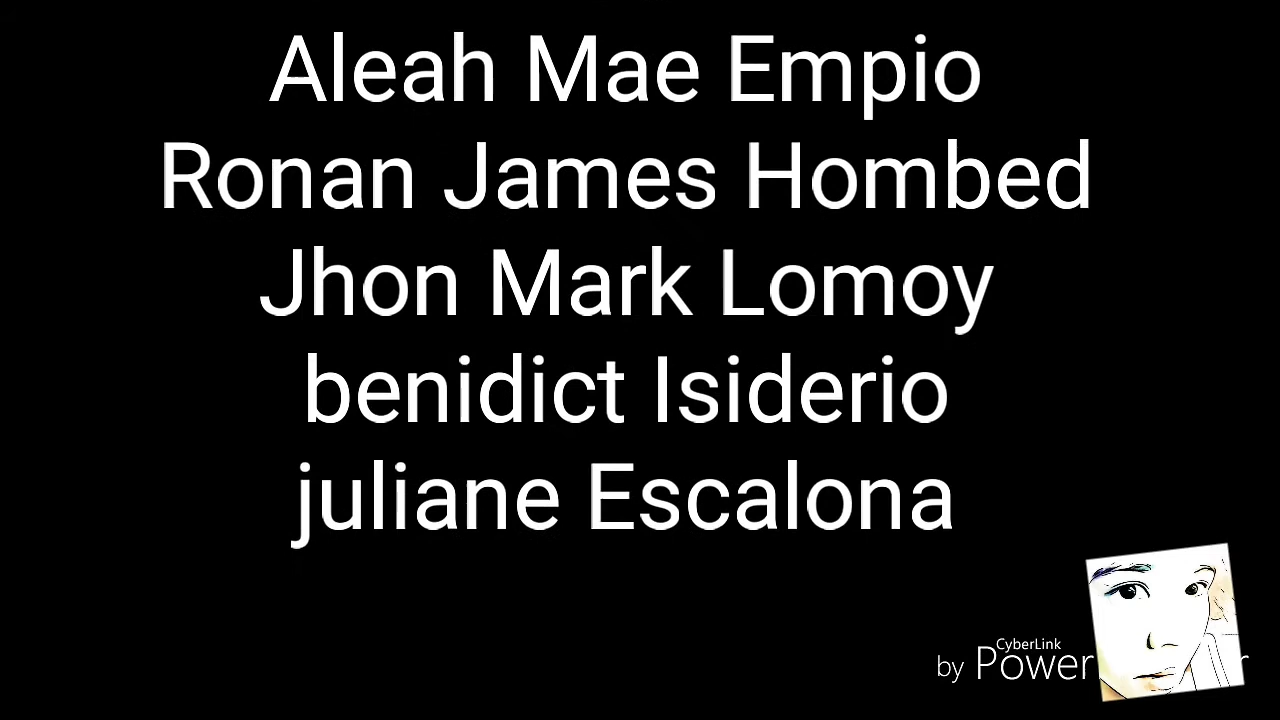 Aleah Mae Empio
Ronan James Hombed
Jhon Mark Lomoy
benidict Isiderio
juliane Escalona
CyberLink
by Power